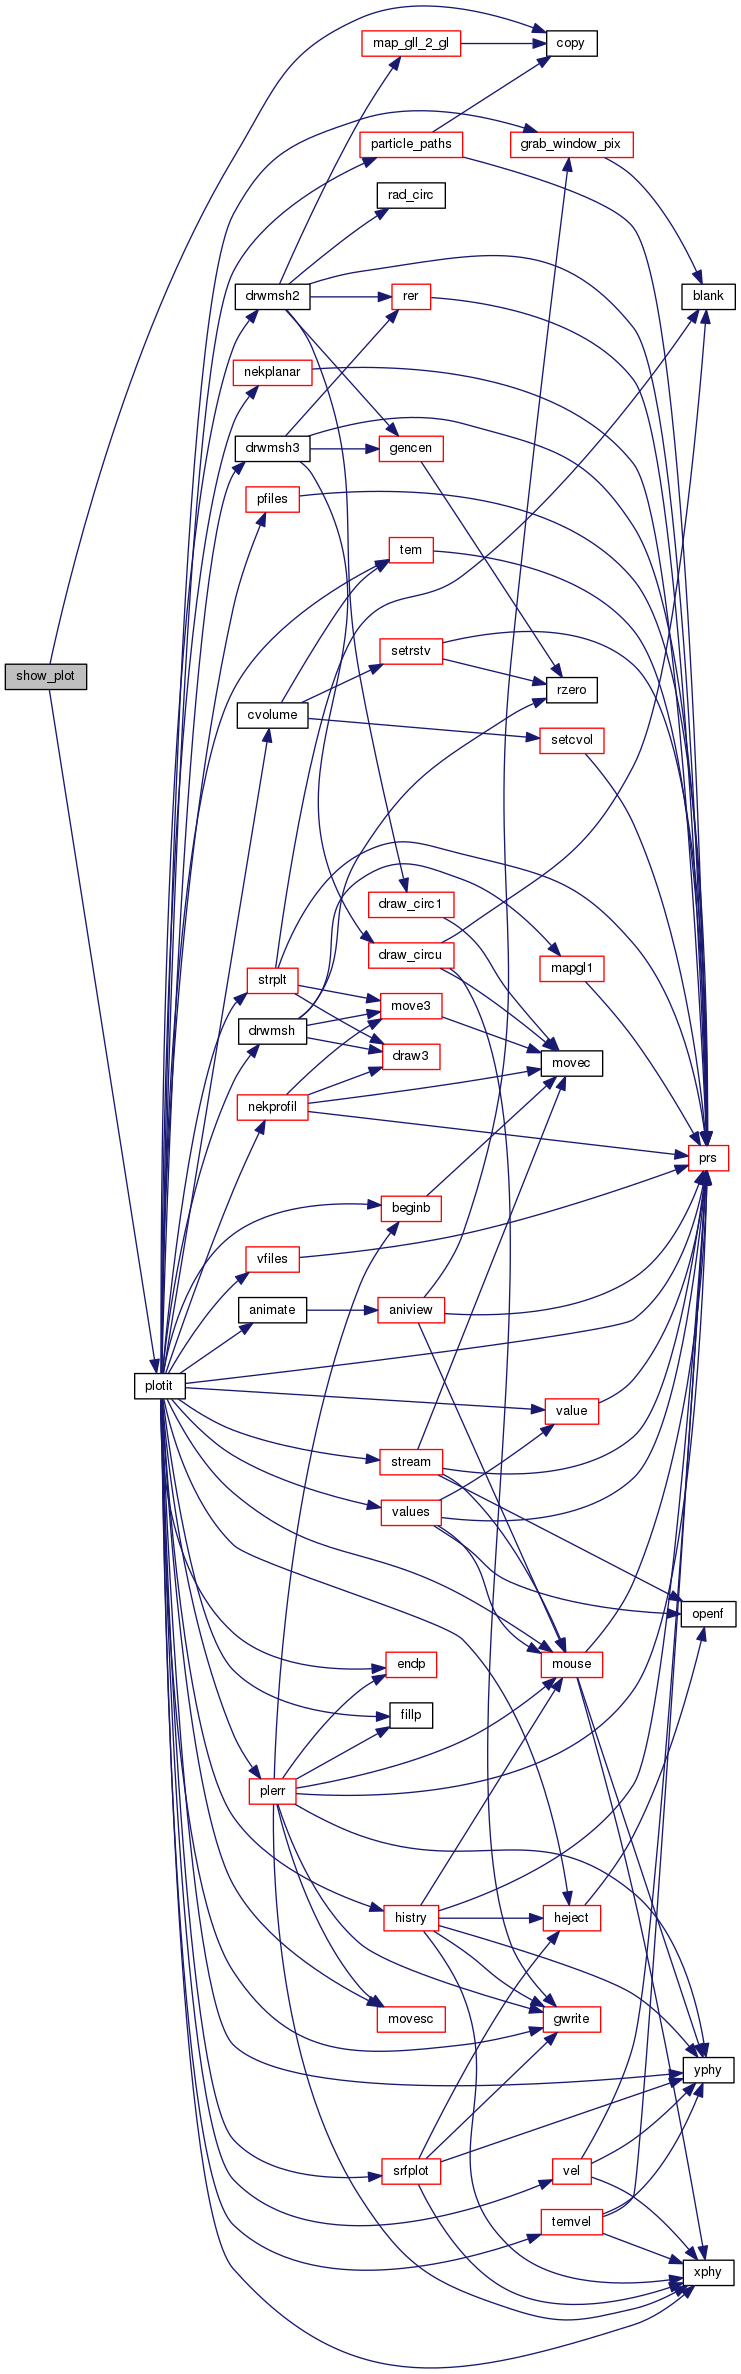 map_gll_2_gl
copy
particle_paths
grab_window_pix
rad_circ
drwmsh2
rer
blank
nekplanar
drwmsh3
gencen
pfiles
tem
setrstv
show_plot
rzero
cvolume
setcvol
draw_circ1
draw_circu
mapgl1
strplt
move3
drwmsh
draw3
movec
nekprofil
prs
beginb
vfiles
animate
aniview
plotit
value
stream
values
openf
endp
mouse
fillp
plerr
histry
heject
movesc
gwrite
yphy
srfplot
vel
temvel
xphy